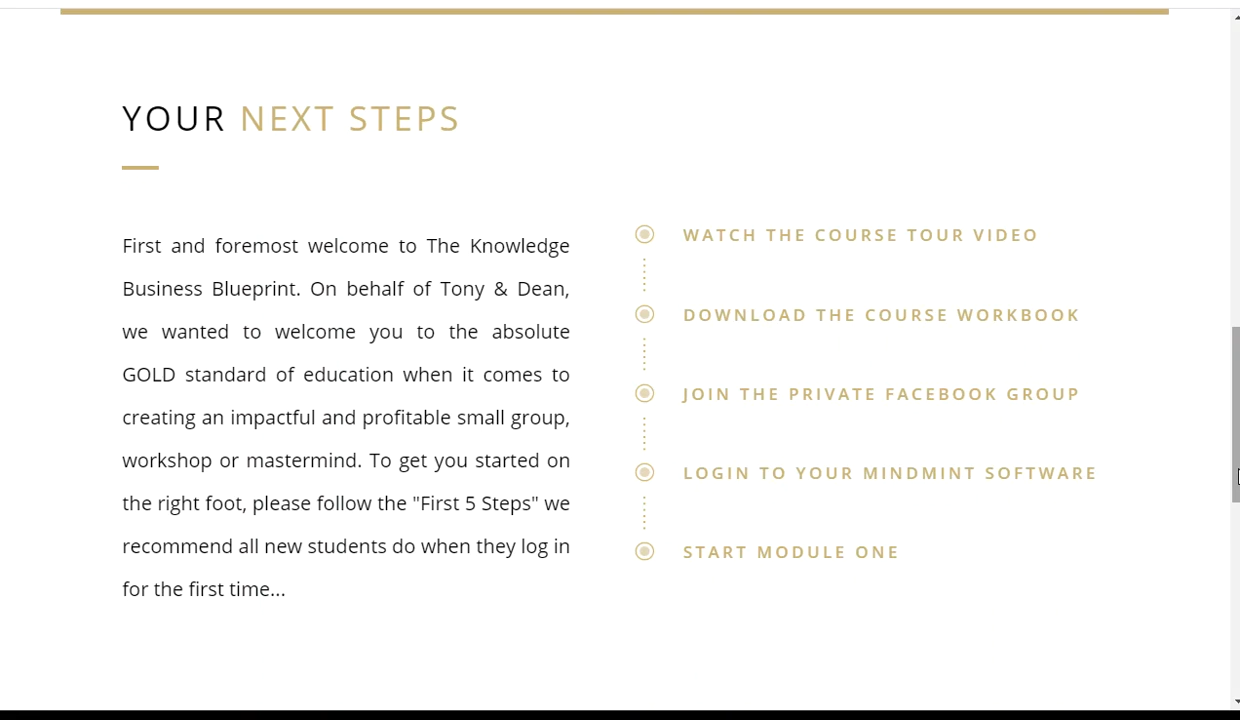 YOUR NEXT STEPS
First and foremost welcome to The Knowledge
Business Blueprint. On behalf of Tony & Dean,
we wanted to welcome you to the absolute
GOLD standard of education when it comes to
creating an impactful and profitable small group,
workshop or mastermind. To get you started on
the right foot, please follow the "First 5 Steps" we
recommend all new students do when they log in
for the first time...
WATCH THE COURSE TOUR VIDEO
DOWNLOAD THE COURSE WORKBOOK
JOIN THE PRIVATE FACEBOOK GROUP
LOGIN TO YOUR MINDMINT SOFTWARE
START MODULE ONE